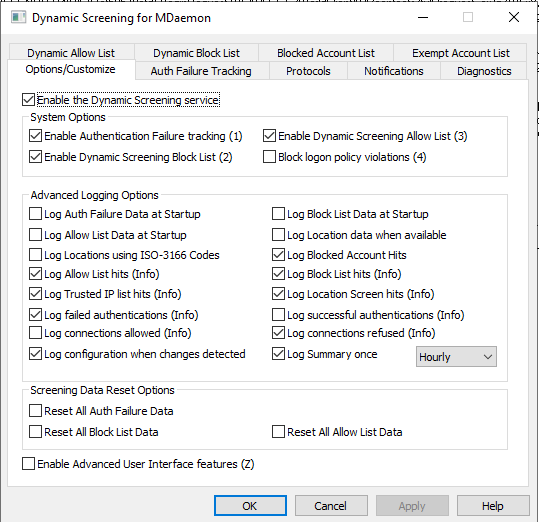 Dynamic Screening for MDaemon
Dynamic Allow List Dynamic Block List Blocked Account List Exempt Account List
Options/Customize Auth Failure Tracking Protocols Notifications Diagnostics
Enable the Dynamic Screening service
System Options
Enable Authentication Failure tracking (1) Enable Dynamic Screening Allow List (3)
Enable Dynamic Screening Block List (2) Block logon policy violations (4)
Advanced Logging Options
Log Auth Failure Data at Startup Log Block List Data at Startup
Log Allow List Data at Startup Log Location data when available
Log Locations using ISO-3166 Codes Log Blocked Account Hits
Log Allow List hits (Info) Log Block List hits (Info)
Log Trusted IP list hits (Info) Log Location Screen hits (Info)
Log failed authentications (Info) Log successful authentications (Info)
Log connections allowed (Info) Log connections refused (Info)
Log configuration when changes detected Log Summary once Hourly
Screening Data Reset Options
Reset All Auth Failure Data
Reset All Block List Data Reset All Allow List Data
Enable Advanced User Interface features (Z)
OK Cancel Apply Help